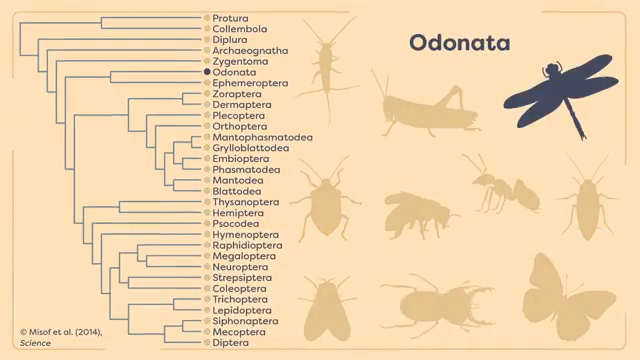 Protura
Collembola
Diplura
Archaeognatha
Zygentoma
Odonata
Ephemeroptera
Zoraptera
Dermaptera
Plecoptera
Orthoptera
Mantophasmatodea
Grylloblattodea
Embioptera
Phasmatodea
Mantodea
Blattodea
Thysanoptera
Hemiptera
Psocodea
Hymenoptera
Raphidioptera
Megaloptera
Neuroptera
Strepsiptera
Coleoptera
Trichoptera
Lepidoptera
Siphonaptera
Mecoptera
Diptera
Odonata
© Misof et al. (2014),
Science